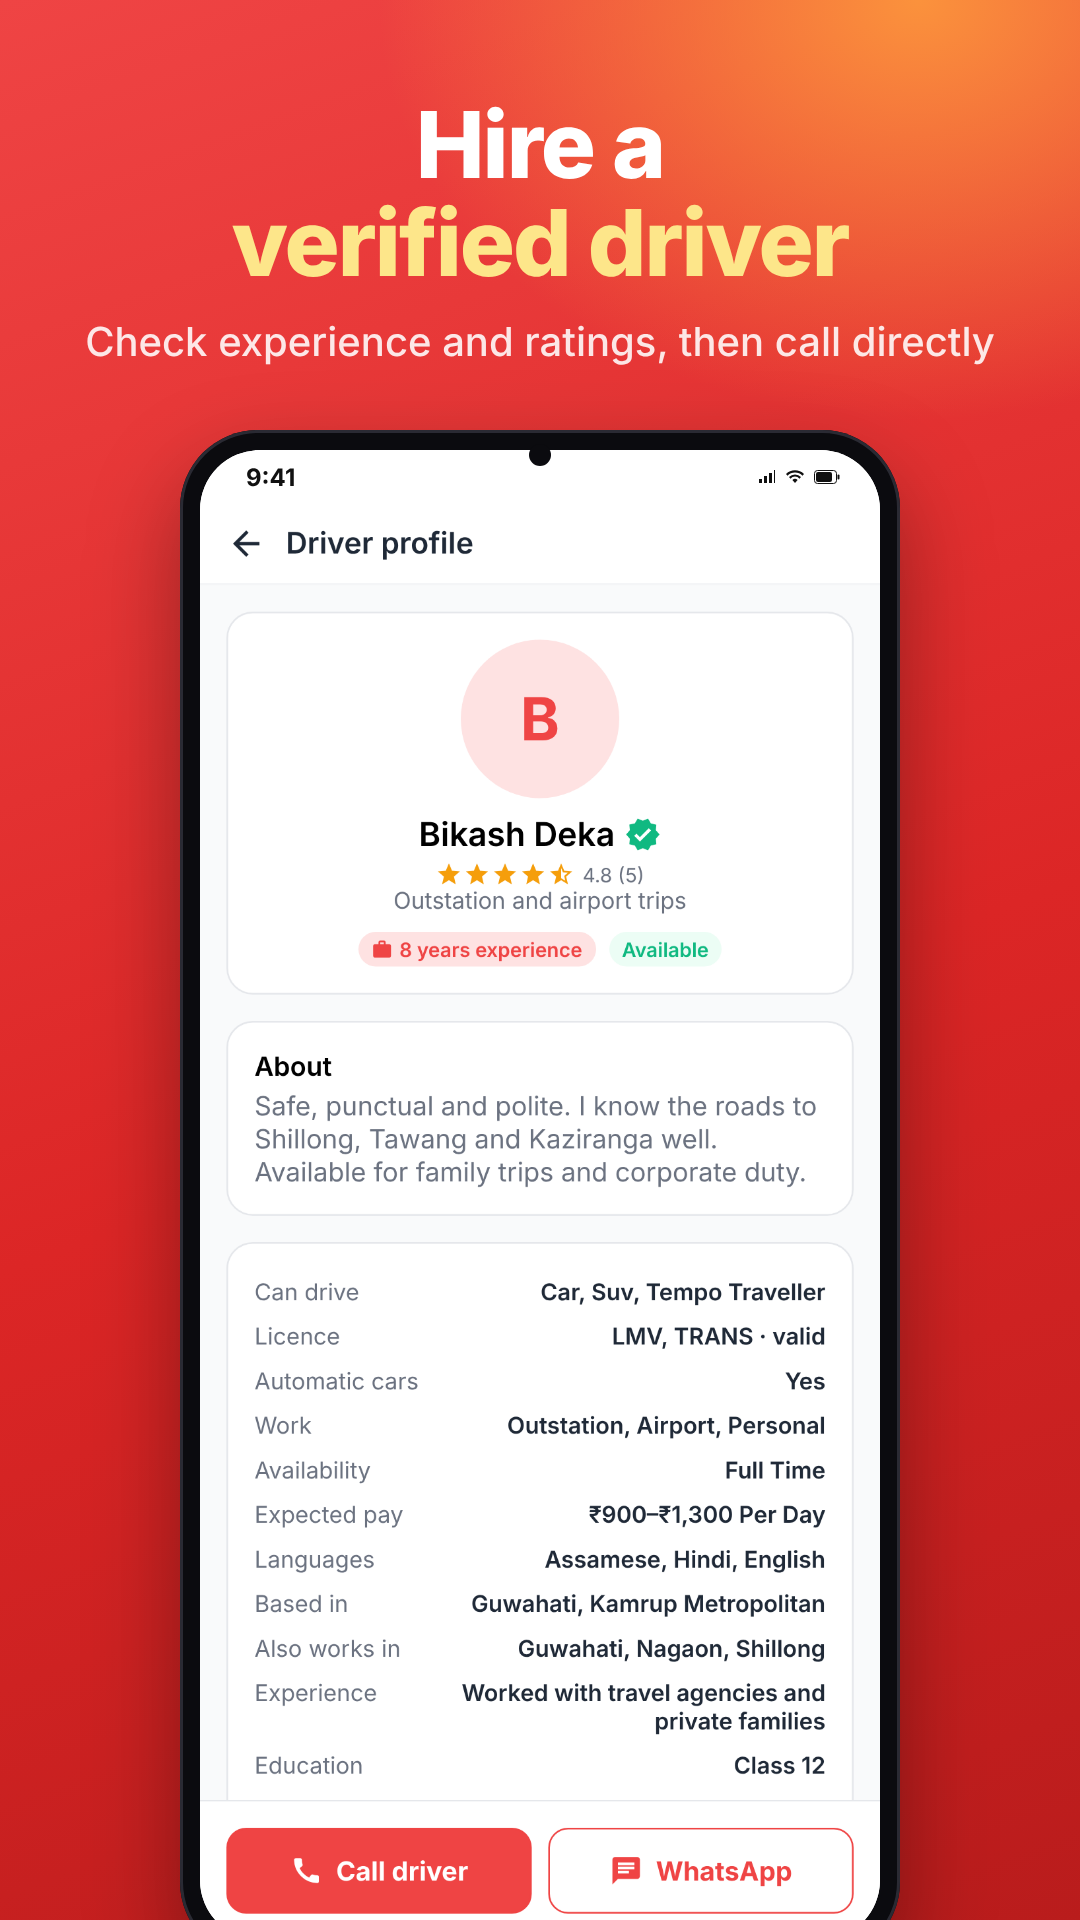 Hire a
verified driver
Check experience and ratings, then call directly
9:41
Driver profile
B
Bikash Deka
4.8 (5)
Outstation and airport trips
8 years experience
Available
About
Safe, punctual and polite. I know the roads to
Shillong, Tawang and Kaziranga well.
Available for family trips and corporate duty.
Can drive Car, Suv, Tempo Traveller
Licence LMV, TRANS · valid
Automatic cars Yes
Work Outstation, Airport, Personal
Availability Full Time
Expected pay ₹900–₹1,300 Per Day
Languages Assamese, Hindi, English
Based in Guwahati, Kamrup Metropolitan
Also works in Guwahati, Nagaon, Shillong
Experience Worked with travel agencies and
private families
Education Class 12
Call driver
WhatsApp